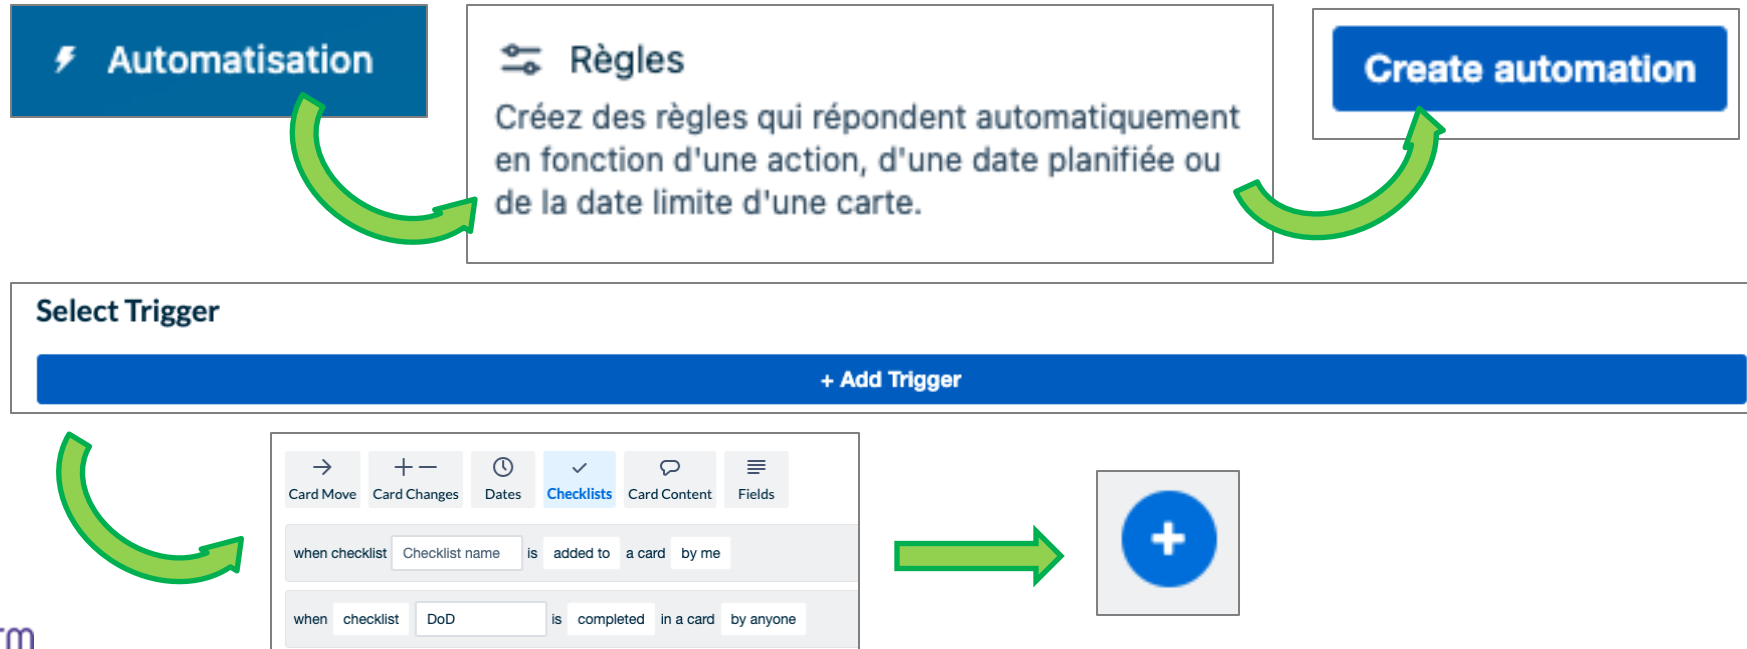 Automatisation
Règles
Créez des règles qui répondent automatiquement
en fonction d'une action, d'une date planifiée ou
de la date limite d'une carte.
Create automation
Select Trigger
+ Add Trigger
Card Move Card Changes Dates Checklists Card Content Fields
when checklist Checklist name is added to a card by me
when checklist DoD is completed in a card by anyone